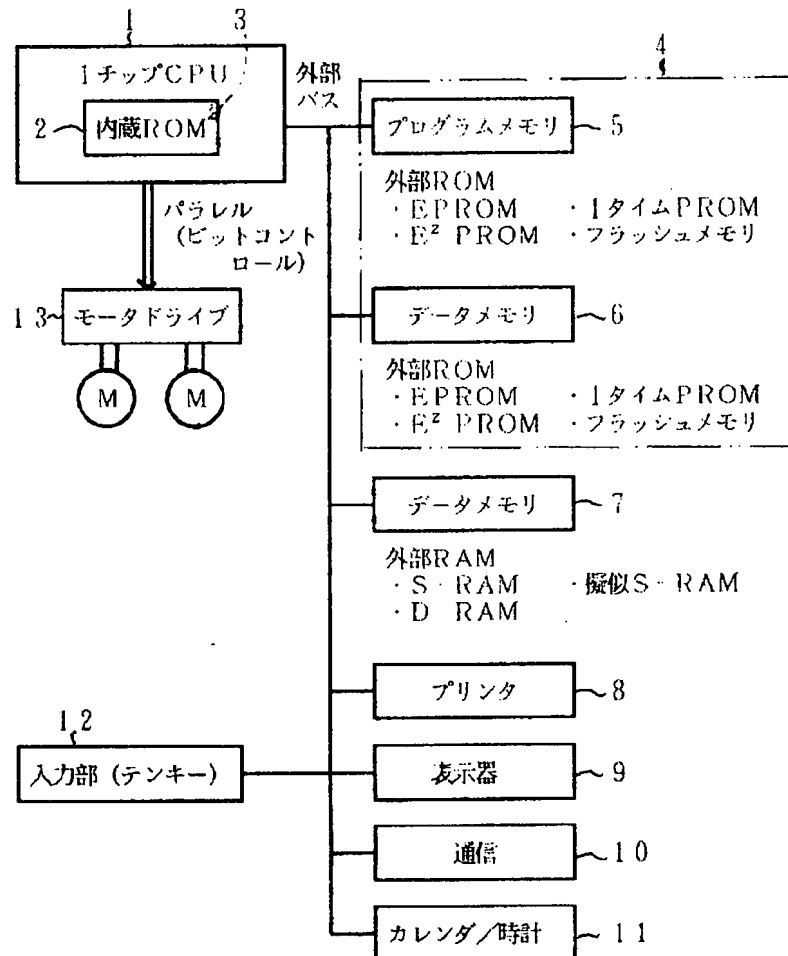 1
3
4
1チップCPU
外部
バス
2
内蔵ROM
プログラムメモリ
5
外部ROM
・EPROM ・1タイムPROM
・E² PROM ・フラッシュメモリ
パラレル
(ビットコント
ロール)
13
モータドライブ
データメモリ
6
M
M
外部ROM
・EPROM ・1タイムPROM
・E² PROM ・フラッシュメモリ
データメモリ
7
外部RAM
・S-RAM ・擬似S-RAM
・D RAM
プリンタ
8
12
入力部(テンキー)
表示器
9
通信
10
カレンダ/時計
11